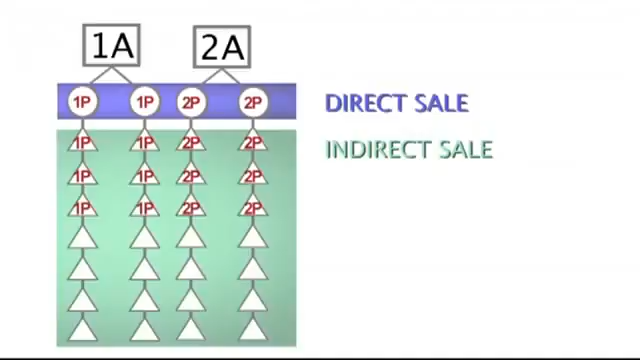 1A 2A
1P 1P 2P 2P DIRECT SALE
1P 1P 2P 2P INDIRECT SALE
1P 1P 2P 2P
1P 1P 2P 2P